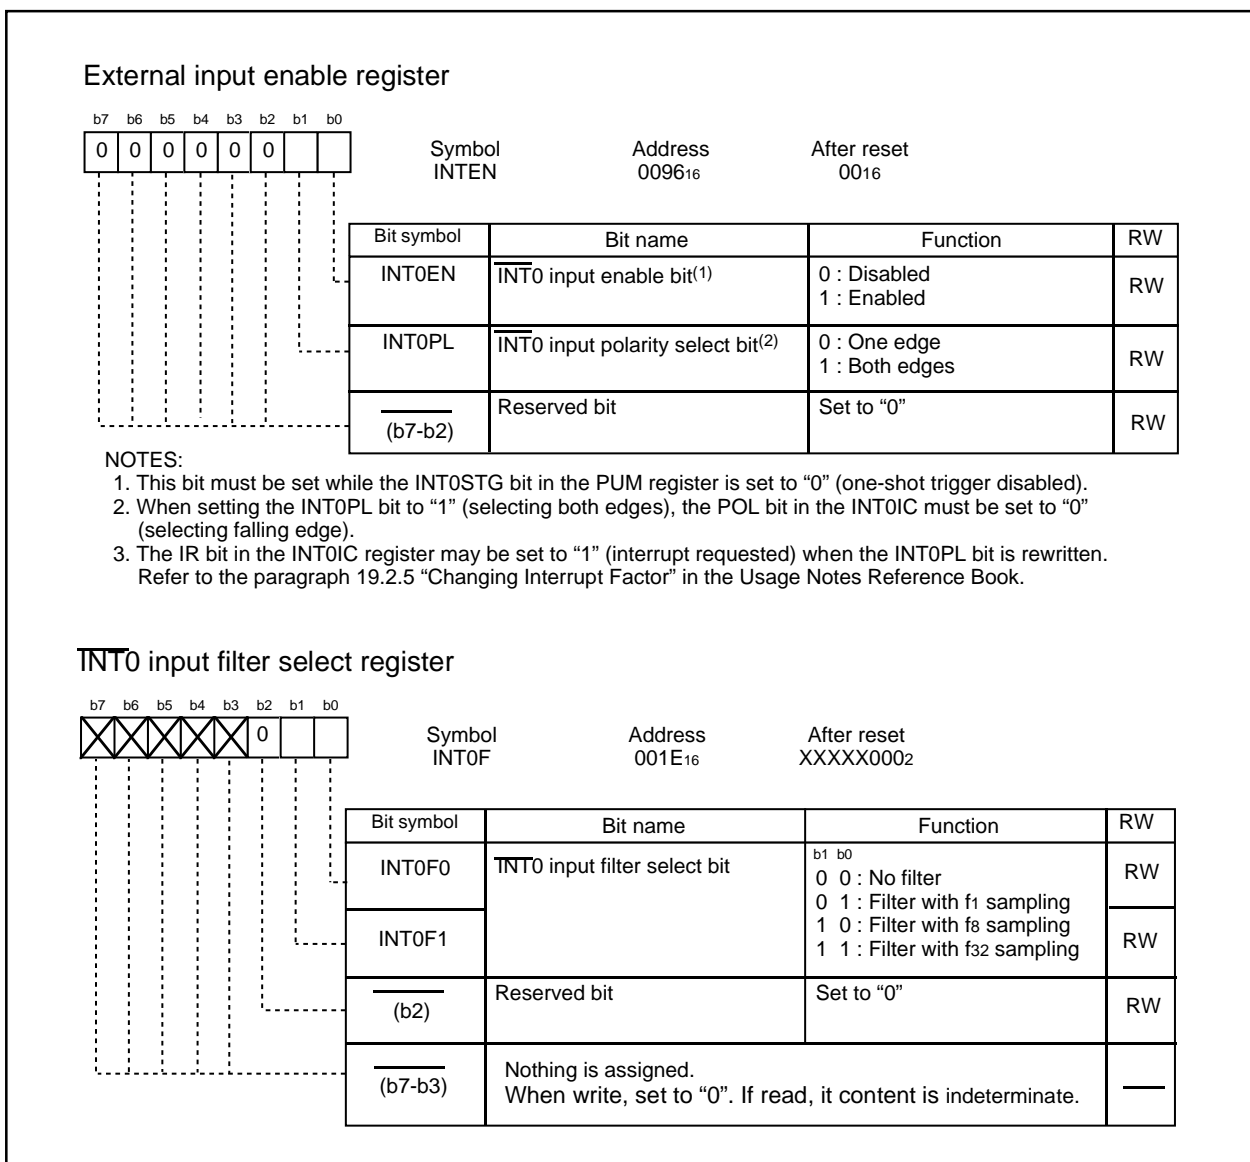 External input enable register
b7 b6 b5 b4 b3 b2 b1 b0
0 0 0 0 0 0
Symbol Address After reset
INTEN 009616 0016
Bit symbol Bit name Function RW
INT0EN INT0 input enable bit(1) 0 : Disabled RW
1 : Enabled
INT0PL INT0 input polarity select bit(2) 0 : One edge RW
1 : Both edges
(b7-b2) Reserved bit Set to “0” RW
NOTES:
1. This bit must be set while the INT0STG bit in the PUM register is set to “0” (one-shot trigger disabled).
2. When setting the INT0PL bit to “1” (selecting both edges), the POL bit in the INT0IC must be set to “0”
(selecting falling edge).
3. The IR bit in the INT0IC register may be set to “1” (interrupt requested) when the INT0PL bit is rewritten.
Refer to the paragraph 19.2.5 “Changing Interrupt Factor” in the Usage Notes Reference Book.
INT0 input filter select register
b7 b6 b5 b4 b3 b2 b1 b0
0
Symbol Address After reset
INT0F 001E16 XXXXX0002
Bit symbol Bit name Function RW
INT0F0 INT0 input filter select bit b1 b0 RW
0 0 : No filter
0 1 : Filter with f1 sampling
INT0F1 1 0 : Filter with f8 sampling RW
1 1 : Filter with f32 sampling
(b2) Reserved bit Set to “0” RW
(b7-b3) Nothing is assigned.
When write, set to “0”. If read, it content is indeterminate.